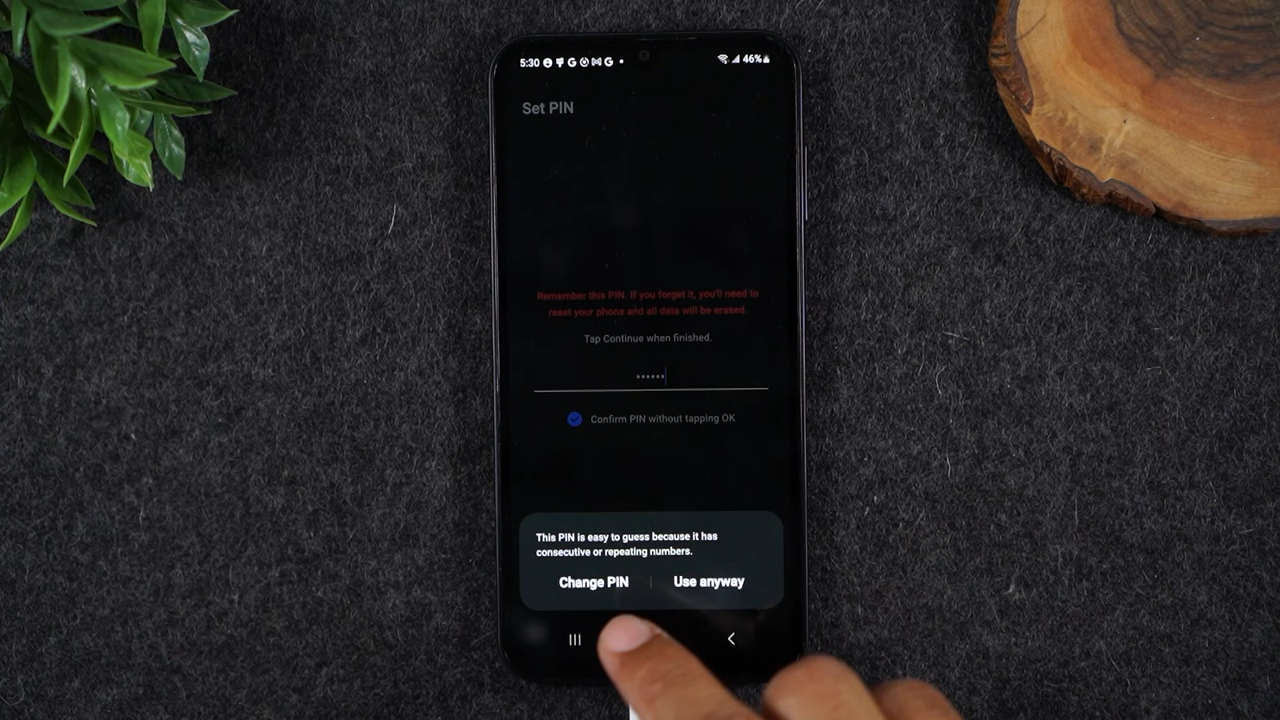 5:30
46%
Set PIN
Remember this PIN. If you forget it, you'll need to
reset your phone and all data will be erased.
Tap Continue when finished.
Confirm PIN without tapping OK
This PIN is easy to guess because it has
consecutive or repeating numbers.
Change PIN | Use anyway